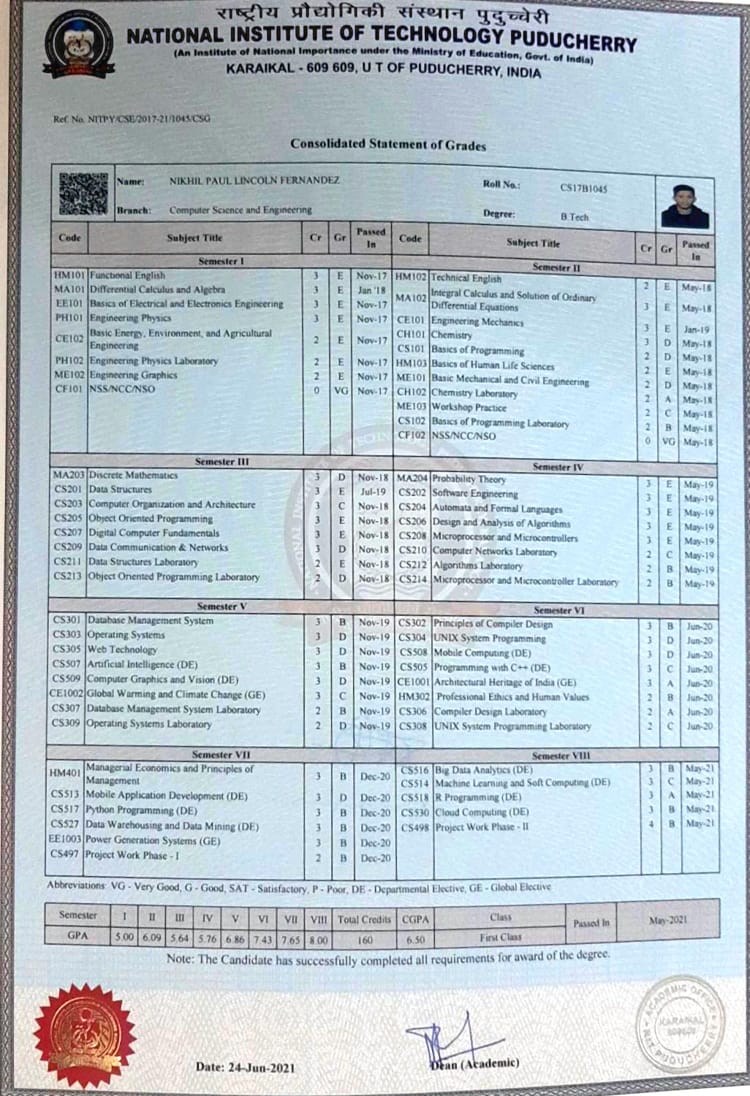 राष्ट्रीय प्रौद्योगिकी संस्थान पुदुच्चेरी
NATIONAL INSTITUTE OF TECHNOLOGY PUDUCHERRY
(An Institute of National Importance under the Ministry of Education, Govt. of India)
KARAIKAL - 609 609, U T OF PUDUCHERRY, INDIA
Ref. No. NITPY/CSE/2017-21/1045/CSG
Consolidated Statement of Grades
Name: NIKHIL PAUL LINCOLN FERNANDEZ Roll No.: CS17B1045
Branch: Computer Science and Engineering Degree: B.Tech
Code Subject Title Cr Gr Passed In Code Subject Title Cr Gr Passed In
Semester I
HM101 Functional English 3 E Nov-17
MA101 Differential Calculus and Algebra 3 E Jan '18
EE101 Basics of Electrical and Electronics Engineering 3 E Nov-17
PH101 Engineering Physics 3 E Nov-17
CE102 Basic Energy, Environment, and Agricultural
Engineering 2 E Nov-17
PH102 Engineering Physics Laboratory 2 E Nov-17
ME102 Engineering Graphics 2 E Nov-17
CF101 NSS/NCC/NSO 0 VG Nov-17
Semester II
HM102 Technical English 2 E May-18
MA102 Integral Calculus and Solution of Ordinary
Differential Equations 3 E May-18
CE101 Engineering Mechanics 3 E Jan-19
CH101 Chemistry 3 D May-18
CS101 Basics of Programming 2 D May-18
HM103 Basics of Human Life Sciences 2 E May-18
ME101 Basic Mechanical and Civil Engineering 2 D May-18
CH102 Chemistry Laboratory 2 A May-18
ME103 Workshop Practice 2 C May-18
CS102 Basics of Programming Laboratory 2 B May-18
CF102 NSS/NCC/NSO 0 VG May-18
Semester III
MA203 Discrete Mathematics 3 D Nov-18
CS201 Data Structures 3 E Jul-19
CS203 Computer Organization and Architecture 3 C Nov-18
CS205 Object Oriented Programming 3 E Nov-18
CS207 Digital Computer Fundamentals 3 E Nov-18
CS209 Data Communication & Networks 3 D Nov-18
CS211 Data Structures Laboratory 2 E Nov-18
CS213 Object Oriented Programming Laboratory 2 D Nov-18
Semester IV
MA204 Probability Theory 3 E May-19
CS202 Software Engineering 3 E May-19
CS204 Automata and Formal Languages 3 E May-19
CS206 Design and Analysis of Algorithms 3 E May-19
CS208 Microprocessor and Microcontrollers 3 E May-19
CS210 Computer Networks Laboratory 2 C May-19
CS212 Algorithms Laboratory 2 B May-19
CS214 Microprocessor and Microcontroller Laboratory 2 B May-19
Semester V
CS301 Database Management System 3 B Nov-19
CS303 Operating Systems 3 D Nov-19
CS305 Web Technology 3 D Nov-19
CS507 Artificial Intelligence (DE) 3 B Nov-19
CS509 Computer Graphics and Vision (DE) 3 D Nov-19
CE1002 Global Warming and Climate Change (GE) 3 C Nov-19
CS307 Database Management System Laboratory 2 B Nov-19
CS309 Operating Systems Laboratory 2 D Nov-19
Semester VI
CS302 Principles of Compiler Design 3 B Jun-20
CS304 UNIX System Programming 3 D Jun-20
CS508 Mobile Computing (DE) 3 D Jun-20
CS505 Programming with C++ (DE) 3 C Jun-20
CE1001 Architectural Heritage of India (GE) 3 A Jun-20
HM302 Professional Ethics and Human Values 2 B Jun-20
CS306 Compiler Design Laboratory 2 A Jun-20
CS308 UNIX System Programming Laboratory 2 C Jun-20
Semester VII
HM401 Managerial Economics and Principles of
Management 3 B Dec-20
CS513 Mobile Application Development (DE) 3 D Dec-20
CS517 Python Programming (DE) 3 B Dec-20
CS527 Data Warehousing and Data Mining (DE) 3 B Dec-20
EE1003 Power Generation Systems (GE) 3 B Dec-20
CS497 Project Work Phase - I 2 B Dec-20
Semester VIII
CS516 Big Data Analytics (DE) 3 B May-21
CS514 Machine Learning and Soft Computing (DE) 3 C May-21
CS518 R Programming (DE) 3 A May-21
CS530 Cloud Computing (DE) 3 B May-21
CS498 Project Work Phase - II 4 B May-21
Abbreviations: VG - Very Good, G - Good, SAT - Satisfactory, P - Poor, DE - Departmental Elective, GE - Global Elective
Semester I II III IV V VI VII VIII Total Credits CGPA Class Passed In May-2021
GPA 5.00 6.09 5.64 5.76 6.86 7.43 7.65 8.00 160 6.50 First Class
Note: The Candidate has successfully completed all requirements for award of the degree.
ACADEMIC OFFICE
KARAIKAL
609609
NIT PUDUCHERRY
Date: 24-Jun-2021
Dean (Academic)